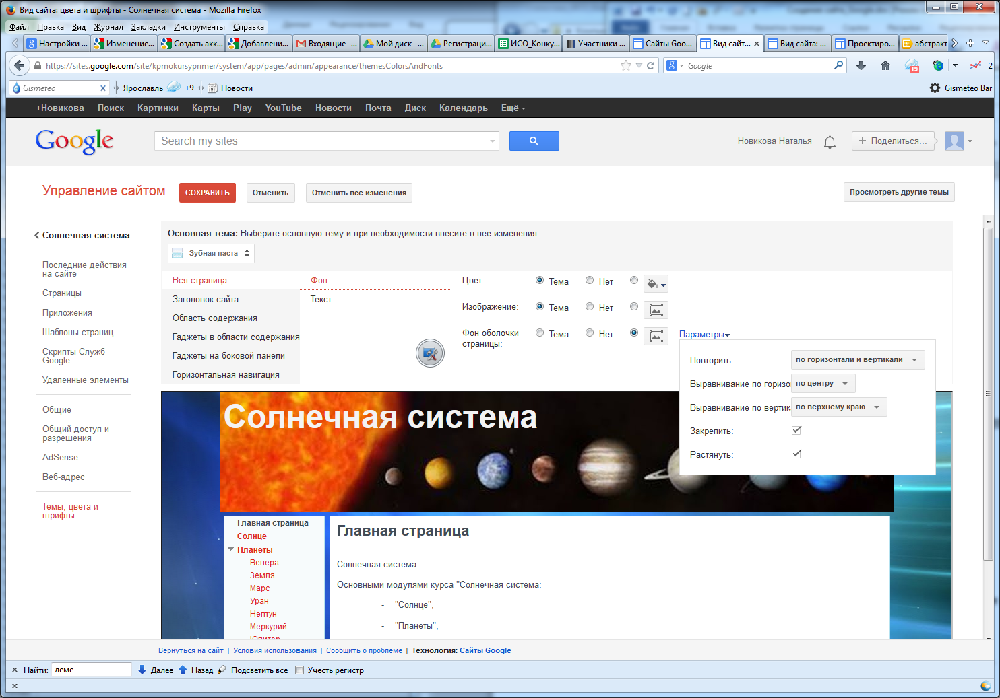 Вид сайта: цвета и шрифты - Солнечная система - Mozilla Firefox
Файл Правка Вид Журнал Закладки Инструменты Справка
Настройки ... Изменение... Создать акк... Добавлени... Входящие -... Мой диск –... Регистраци... ИСО_Конку... Участники ... Сайты Goo... Вид сайт... Вид сайта: ... Проектиро... абстракт
https://sites.google.com/site/kpmokursyprimer/system/app/pages/admin/appearance/themesColorsAndFonts
Google
+9
2
Gismeteo
Ярославль +9 Новости
Gismeteo Bar
+Новикова Поиск Картинки Карты Play YouTube Новости Почта Диск Календарь Ещё
Google
Search my sites
Новикова Наталья
+ Поделиться...
Управление сайтом
СОХРАНИТЬ
Отменить
Отменить все изменения
Просмотреть другие темы
Солнечная система
Последние действия
на сайте
Страницы
Приложения
Шаблоны страниц
Скрипты Служб
Google
Удаленные элементы
Общие
Общий доступ и
разрешения
AdSense
Веб-адрес
Темы, цвета и
шрифты
Основная тема: Выберите основную тему и при необходимости внесите в нее изменения.
Зубная паста
Вся страница
Заголовок сайта
Область содержания
Гаджеты в области содержания
Гаджеты на боковой панели
Горизонтальная навигация
Фон
Текст
Цвет: Тема Нет
Изображение: Тема Нет
Фон оболочки
страницы:
Тема Нет
Параметры
Повторить: по горизонтали и вертикали
Выравнивание по горизо по центру
Выравнивание по вертик по верхнему краю
Закрепить:
Растянуть:
Солнечная система
Главная страница
Солнце
Планеты
Венера
Земля
Марс
Уран
Нептун
Меркурий
Юпитер
Главная страница
Солнечная система
Основными модулями курса "Солнечная система:
- "Солнце",
- "Планеты",
Вернуться на сайт | Условия использования | Сообщить о проблеме | Технология: Сайты Google
Найти: леме Далее Назад Подсветить все Учесть регистр